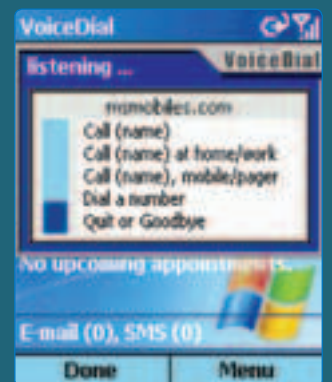 VoiceDial
listening ...
VoiceDial
msmobiles.com
Call (name)
Call (name) at home/work
Call (name), mobile/pager
Dial a number
Quit or Goodbye
No upcoming appointments.
E-mail (0), SMS (0)
Done
Menu